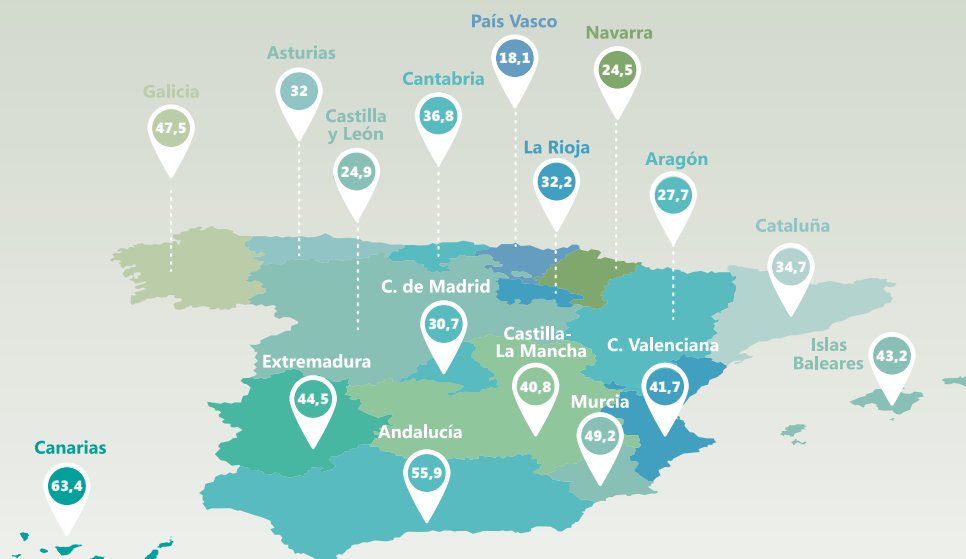 País Vasco
18,1
Navarra
24,5
Asturias
32
Cantabria
36,8
Galicia
47,5
Castilla
y León
24,9
La Rioja
32,2
Aragón
27,7
Cataluña
34,7
C. de Madrid
30,7
Castilla-
La Mancha
40,8
C. Valenciana
41,7
Islas
Baleares
43,2
Extremadura
44,5
Murcia
49,2
Andalucía
55,9
Canarias
63,4